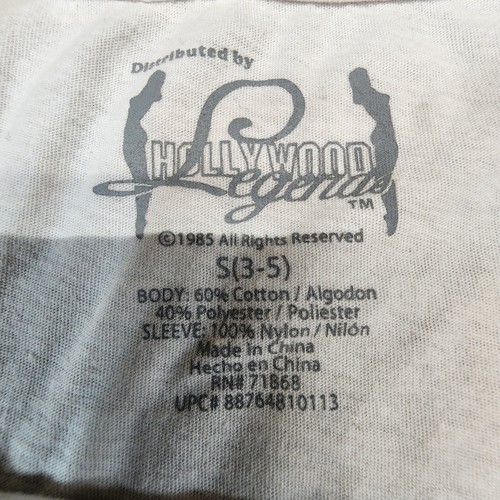 Distributed by
HOLLYWOOD
Legends
TM
©1985 All Rights Reserved
S(3-5)
BODY: 60% Cotton / Algodon
40% Polyester / Poliester
SLEEVE: 100% Nylon / Nilón
Made in China
Hecho en China
RN# 71868
UPC# 88764810113